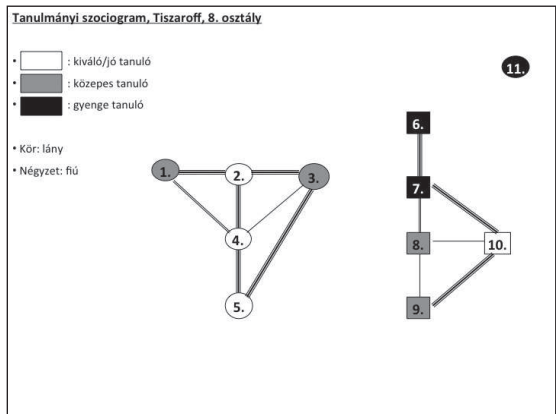 Tanulmányi szociogram, Tiszaroff, 8. osztály
• : kiváló/jó tanuló
• : közepes tanuló
• : gyenge tanuló
• Kör: lány
• Négyzet: fiú
11.
6.
1.
2.
3.
7.
4.
8.
10.
5.
9.